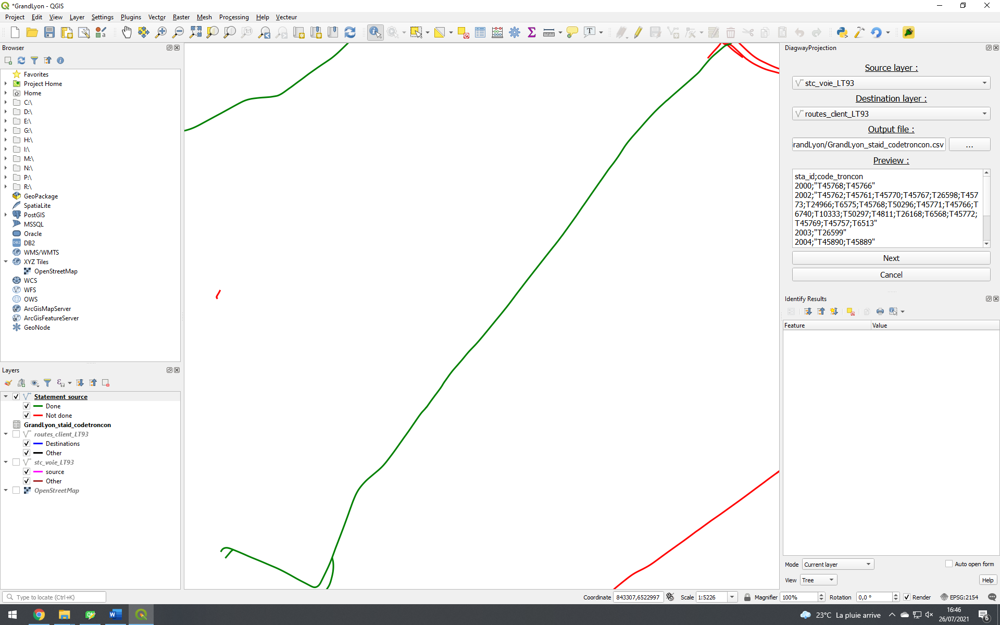 *GrandLyon - QGIS
Project Edit View Layer Settings Plugins Vector Raster Mesh Processing Help Vecteur
Browser
Favorites
Project Home
Home
C:\
D:\
E:\
G:\
H:\
I:\
M:\
N:\
P:\
R:\
GeoPackage
SpatiaLite
PostGIS
MSSQL
Oracle
DB2
WMS/WMTS
XYZ Tiles
OpenStreetMap
WCS
WFS
OWS
ArcGisMapServer
ArcGisFeatureServer
GeoNode
Layers
Statement source
Done
Not done
GrandLyon_staid_codetroncon
routes_client_LT93
Destinations
Other
stc_voie_LT93
source
Other
OpenStreetMap
DiagwayProjection
Source layer :
stc_voie_LT93
Destination layer :
routes_client_LT93
Output file :
randLyon/GrandLyon_staid_codetroncon.csv ...
Preview :
sta_id;code_troncon
2000;"T45768;T45766"
2002;"T45762;T45761;T45770;T45767;T26598;T457
73;T24966;T6575;T45768;T50296;T45771;T45766;T
6740;T10333;T50297;T4811;T26168;T6568;T45772;
T45769;T45757;T6513"
2003;"T26599"
2004;"T45890;T45889"
Next
Cancel
Identify Results
Feature Value
Mode Current layer Auto open form
View Tree Help
Type to locate (Ctrl+K) Coordinate 843307,6522997 Scale 1:5226 Magnifier 100% Rotation 0,0 ° Render EPSG:2154
23°C La pluie arrive 16:46
26/07/2021 6